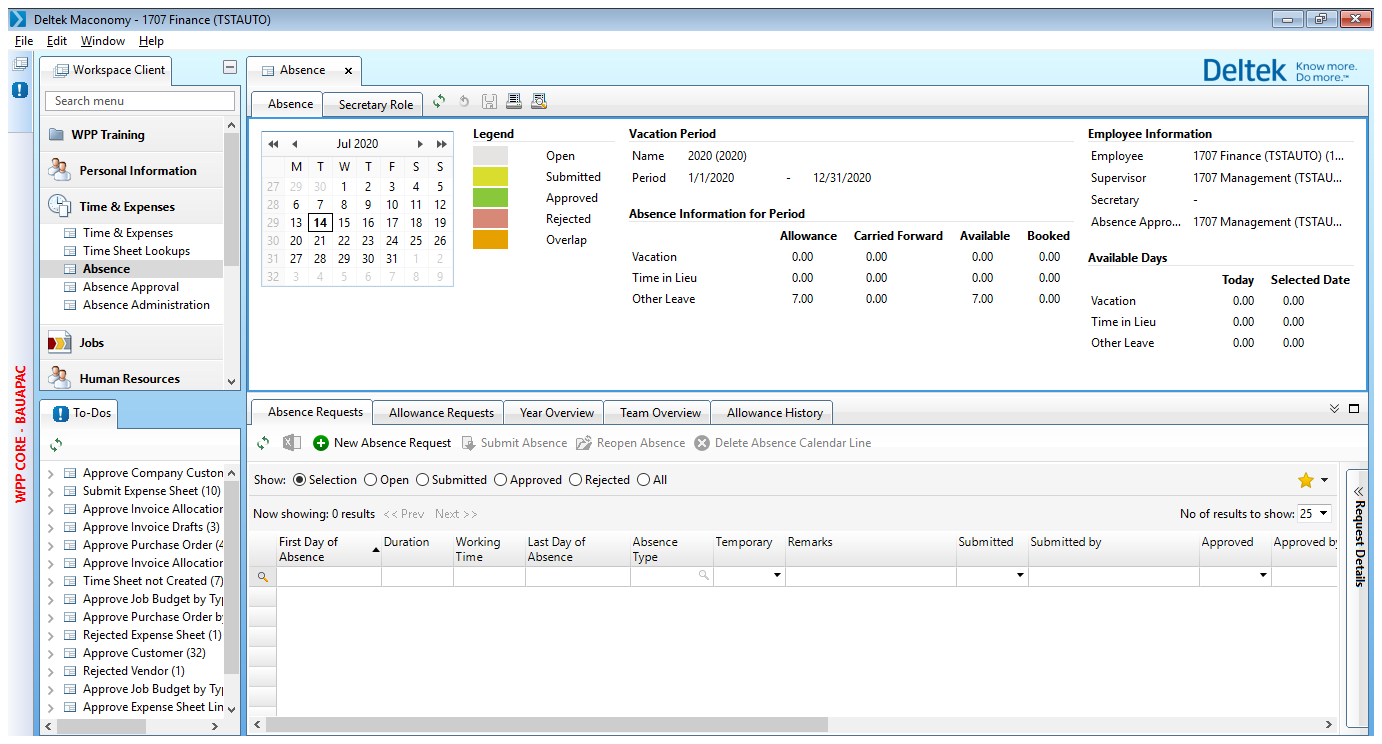 Deltek Maconomy - 1707 Finance (TSTAUTO)
File Edit Window Help
WPP CORE - BAUAPAC
Workspace Client
Search menu
WPP Training
Personal Information
Time & Expenses
Time & Expenses
Time Sheet Lookups
Absence
Absence Approval
Absence Administration
Jobs
Human Resources
To-Dos
Approve Company Custon
Submit Expense Sheet (10)
Approve Invoice Allocation
Approve Invoice Drafts (3)
Approve Purchase Order (4
Approve Invoice Allocation
Time Sheet not Created (7)
Approve Job Budget by Typ
Approve Purchase Order by
Rejected Expense Sheet (1)
Approve Customer (32)
Rejected Vendor (1)
Approve Job Budget by Typ
Approve Expense Sheet Lin
Absence x
Deltek Know more.
Do more.™
Absence Secretary Role
Jul 2020
M T W T F S S
27 29 30 1 2 3 4 5
28 6 7 8 9 10 11 12
29 13 14 15 16 17 18 19
30 20 21 22 23 24 25 26
31 27 28 29 30 31 1 2
32 3 4 5 6 7 8 9
Legend
Open
Submitted
Approved
Rejected
Overlap
Vacation Period
Name 2020 (2020)
Period 1/1/2020 - 12/31/2020
Absence Information for Period
Allowance Carried Forward Available Booked
Vacation 0.00 0.00 0.00 0.00
Time in Lieu 0.00 0.00 0.00 0.00
Other Leave 7.00 0.00 7.00 0.00
Employee Information
Employee 1707 Finance (TSTAUTO) (1...
Supervisor 1707 Management (TSTAU...
Secretary -
Absence Appro... 1707 Management (TSTAU...
Available Days
Today Selected Date
Vacation 0.00 0.00
Time in Lieu 0.00 0.00
Other Leave 0.00 0.00
Absence Requests Allowance Requests Year Overview Team Overview Allowance History
New Absence Request Submit Absence Reopen Absence Delete Absence Calendar Line
Show: Selection Open Submitted Approved Rejected All
Now showing: 0 results << Prev Next >> No of results to show: 25
First Day of Absence Duration Working Time Last Day of Absence Absence Type Temporary Remarks Submitted Submitted by Approved Approved by
Request Details